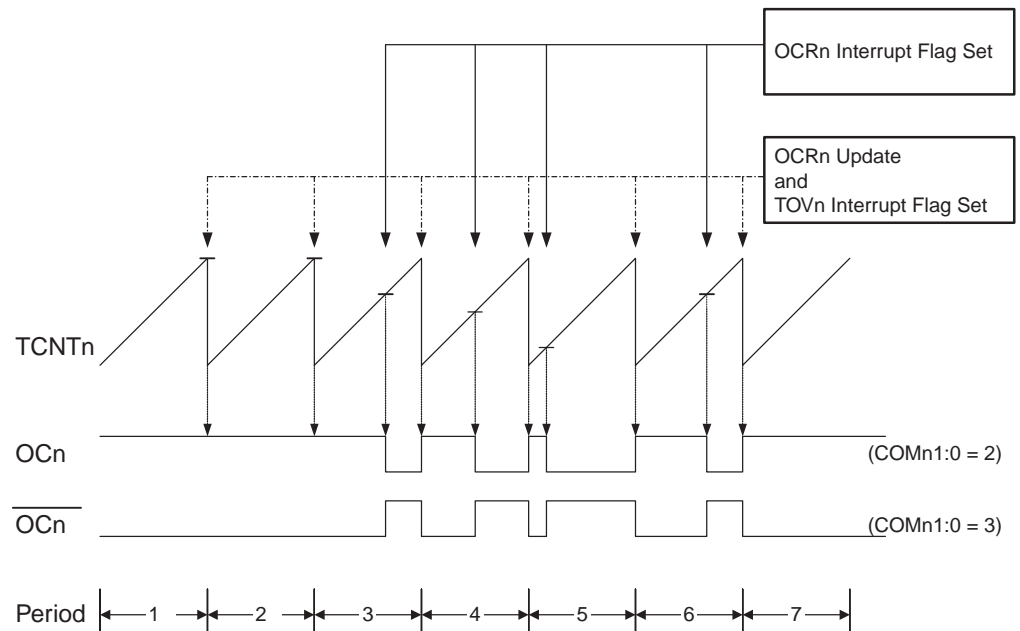 OCRn Interrupt Flag Set
OCRn Update
and
TOVn Interrupt Flag Set
TCNTn
OCn
(COMn1:0 = 2)
OCn
(COMn1:0 = 3)
Period
1
2
3
4
5
6
7